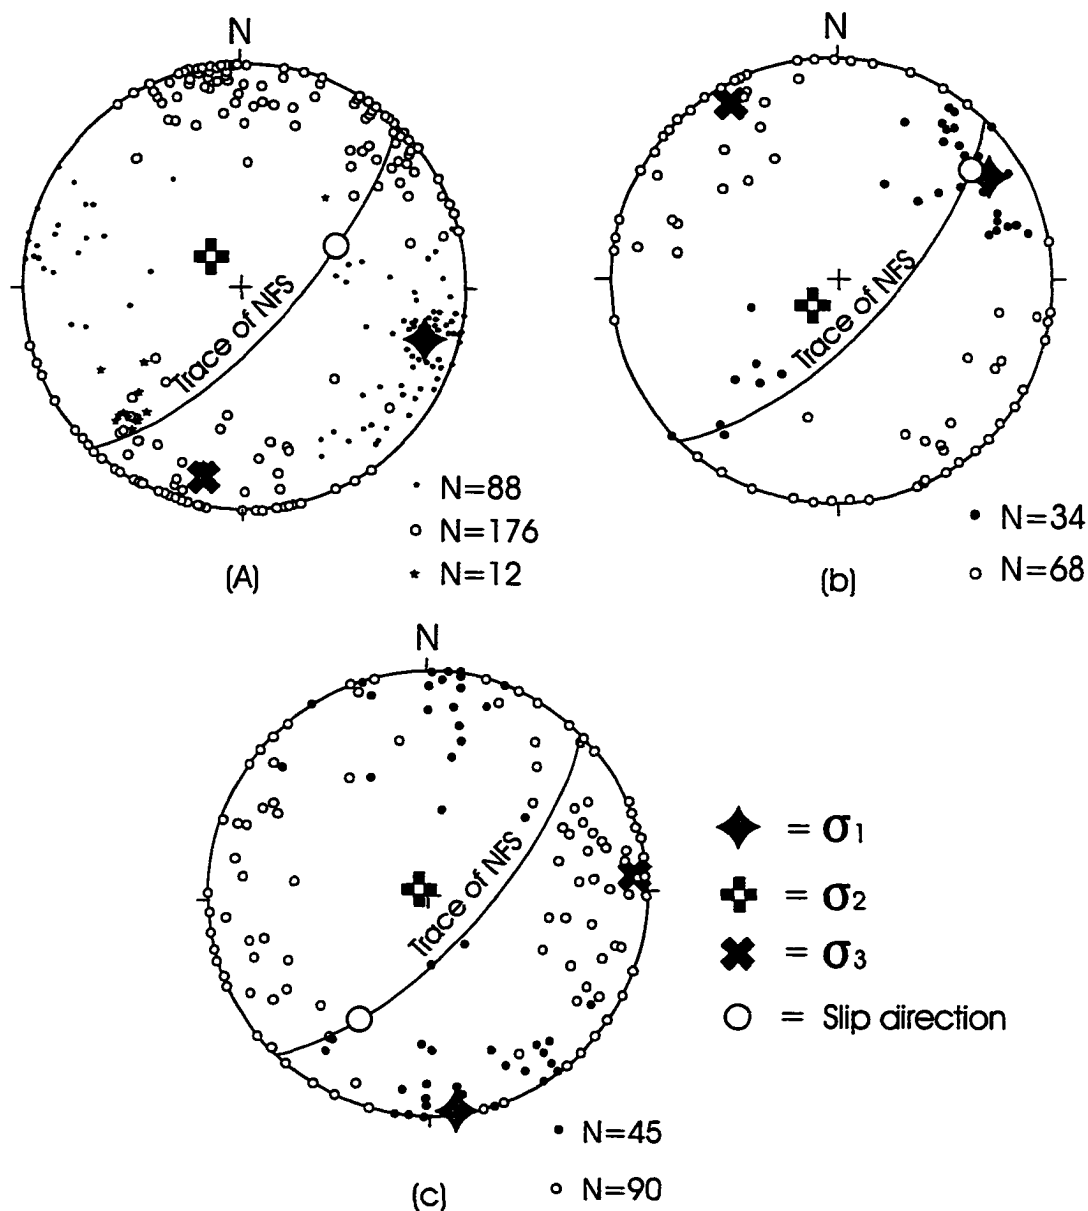 N
Trace of NFS
N=88
N=176
N=12
(A)
N
Trace of NFS
N=34
N=68
(b)
N
Trace of NFS
N=45
N=90
(c)
= σ1
= σ2
= σ3
= Slip direction